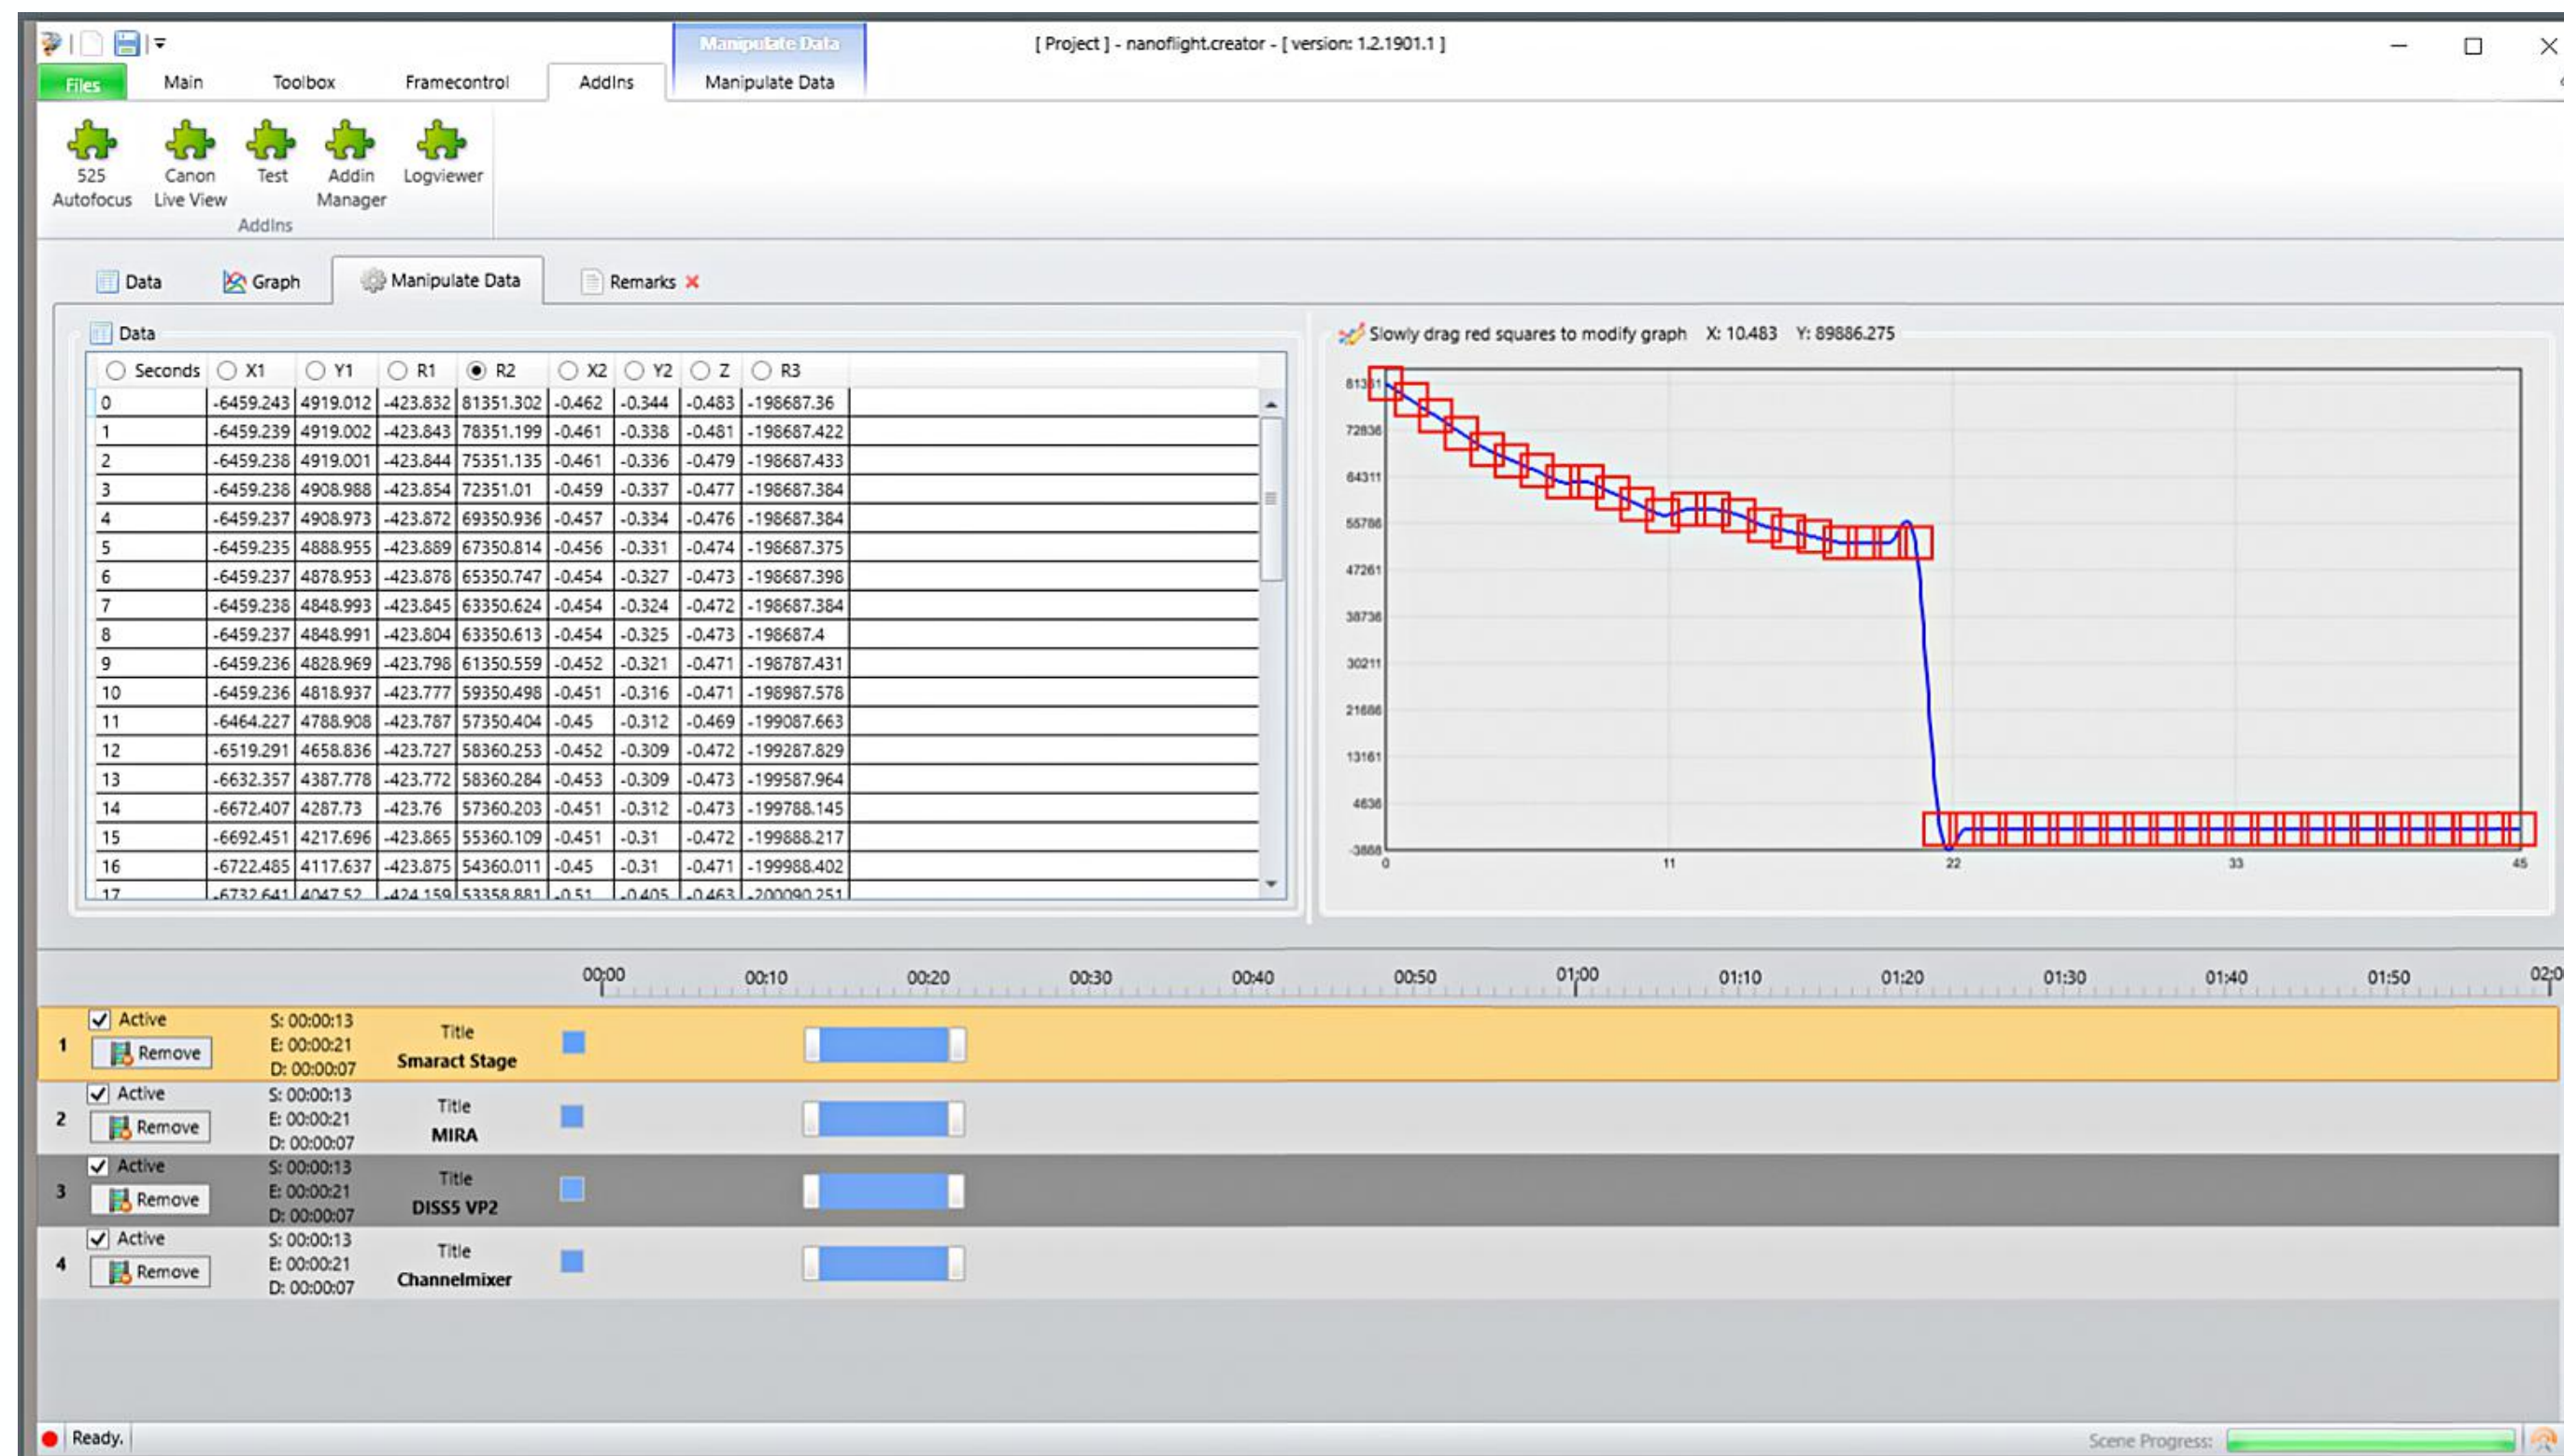 Manipulate Data
[ Project ] - nanoflight.creator - [ version: 1.2.1901.1 ]
Files Main Toolbox Framecontrol AddIns Manipulate Data
525 Autofocus
Canon Live View
Test
Addin Manager
Logviewer
AddIns
Data Graph Manipulate Data Remarks
Data
Seconds X1 Y1 R1 R2 X2 Y2 Z R3
0 -6459.243 4919.012 -423.832 81351.302 -0.462 -0.344 -0.483 -198687.36
1 -6459.239 4919.002 -423.843 78351.199 -0.461 -0.338 -0.481 -198687.422
2 -6459.238 4919.001 -423.844 75351.135 -0.461 -0.336 -0.479 -198687.433
3 -6459.238 4908.988 -423.854 72351.01 -0.459 -0.337 -0.477 -198687.384
4 -6459.237 4908.973 -423.872 69350.936 -0.457 -0.334 -0.476 -198687.384
5 -6459.235 4888.955 -423.889 67350.814 -0.456 -0.331 -0.474 -198687.375
6 -6459.237 4878.953 -423.878 65350.747 -0.454 -0.327 -0.473 -198687.398
7 -6459.238 4848.993 -423.845 63350.624 -0.454 -0.324 -0.472 -198687.384
8 -6459.237 4848.991 -423.804 63350.613 -0.454 -0.325 -0.473 -198687.4
9 -6459.236 4828.969 -423.798 61350.559 -0.452 -0.321 -0.471 -198787.431
10 -6459.236 4818.937 -423.777 59350.498 -0.451 -0.316 -0.471 -198987.578
11 -6464.227 4788.908 -423.787 57350.404 -0.45 -0.312 -0.469 -199087.663
12 -6519.291 4658.836 -423.727 58360.253 -0.452 -0.309 -0.472 -199287.829
13 -6632.357 4387.778 -423.772 58360.284 -0.453 -0.309 -0.473 -199587.964
14 -6672.407 4287.73 -423.76 57360.203 -0.451 -0.312 -0.473 -199788.145
15 -6692.451 4217.696 -423.865 55360.109 -0.451 -0.31 -0.472 -199888.217
16 -6722.485 4117.637 -423.875 54360.011 -0.45 -0.31 -0.471 -199988.402
17 -6732.641 4047.52 -424.159 53358.881 -0.51 -0.405 -0.463 -200090.251
Slowly drag red squares to modify graph X: 10.483 Y: 89886.275
81361
72836
64311
55786
47261
38736
30211
21686
13161
4636
-3888
0 11 22 33 45
00:00 00:10 00:20 00:30 00:40 00:50 01:00 01:10 01:20 01:30 01:40 01:50 02:0
1
Active
Remove
S: 00:00:13
E: 00:00:21
D: 00:00:07
Title
Smaract Stage
2
Active
Remove
S: 00:00:13
E: 00:00:21
D: 00:00:07
Title
MIRA
3
Active
Remove
S: 00:00:13
E: 00:00:21
D: 00:00:07
Title
DISS5 VP2
4
Active
Remove
S: 00:00:13
E: 00:00:21
D: 00:00:07
Title
Channelmixer
Ready.
Scene Progress: